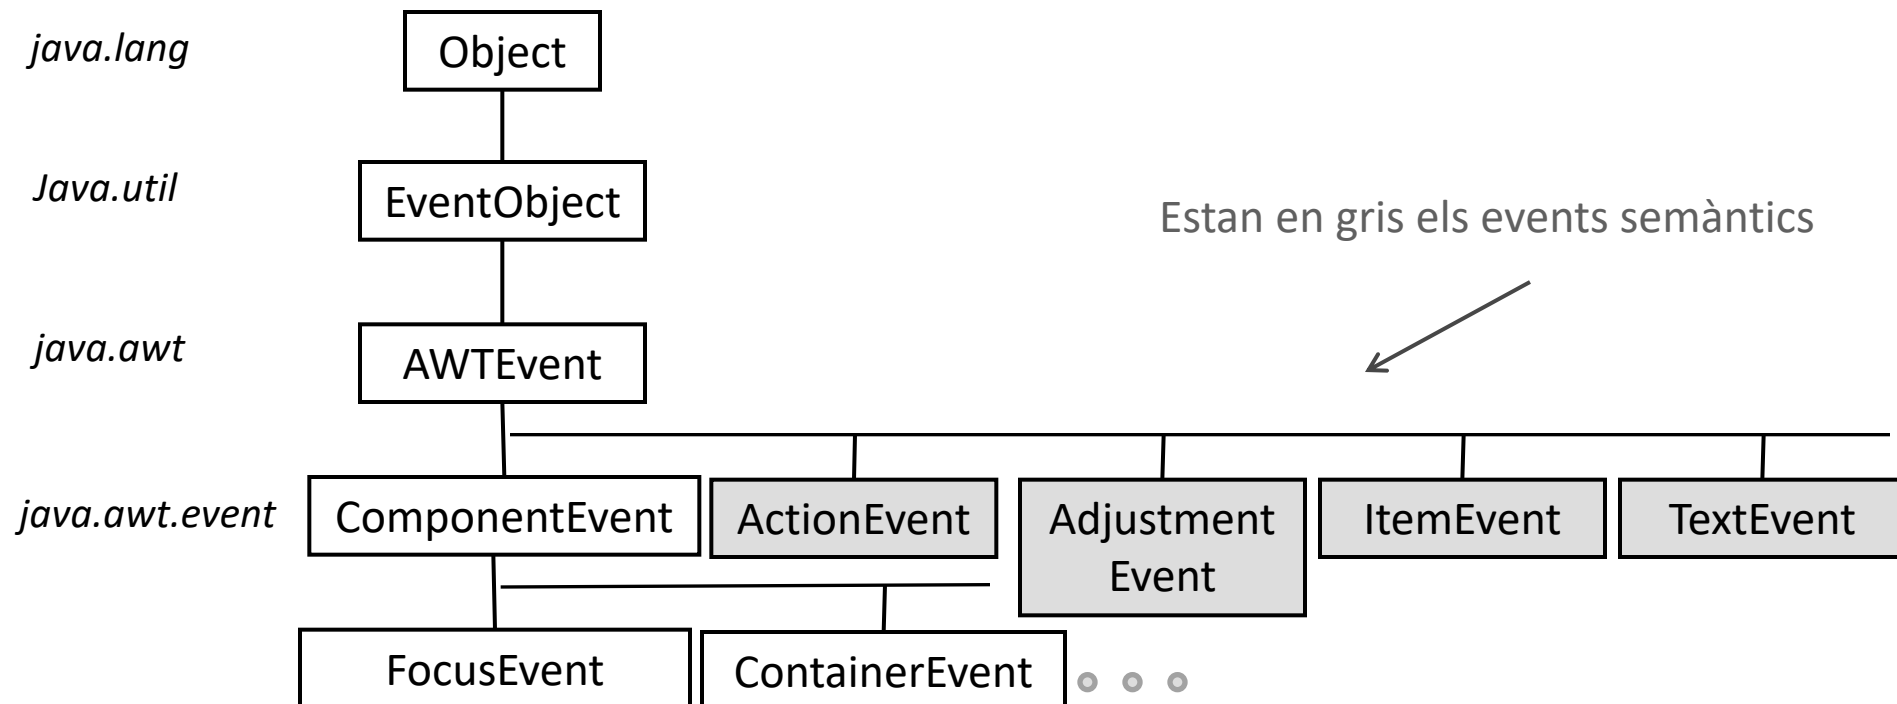 java.lang
Object
Java.util
EventObject
Estan en gris els events semàntics
java.awt
AWTEvent
java.awt.event
ComponentEvent
ActionEvent
Adjustment
Event
ItemEvent
TextEvent
FocusEvent
ContainerEvent